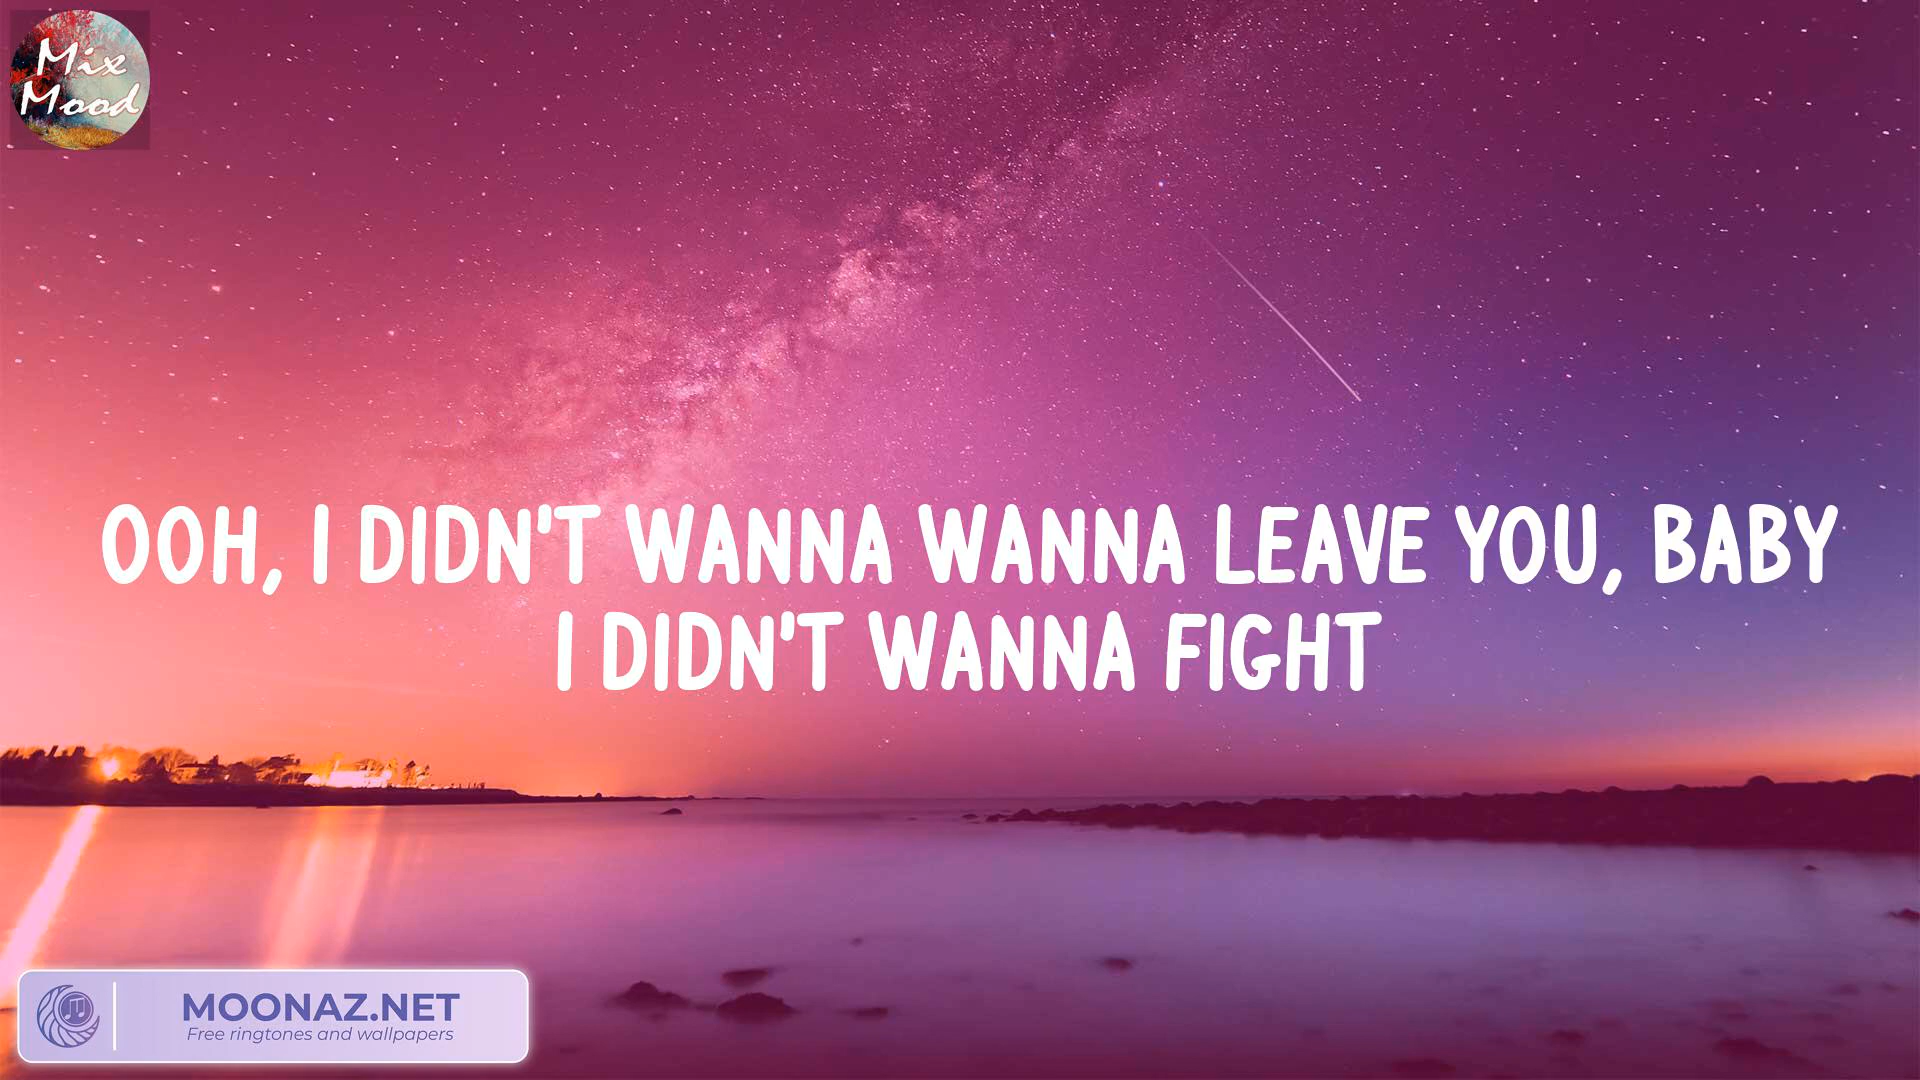 Mix
Mood
OOH, I DIDN'T WANNA WANNA LEAVE YOU, BABY
I DIDN'T WANNA FIGHT
MOONAZ.NET
Free ringtones and wallpapers